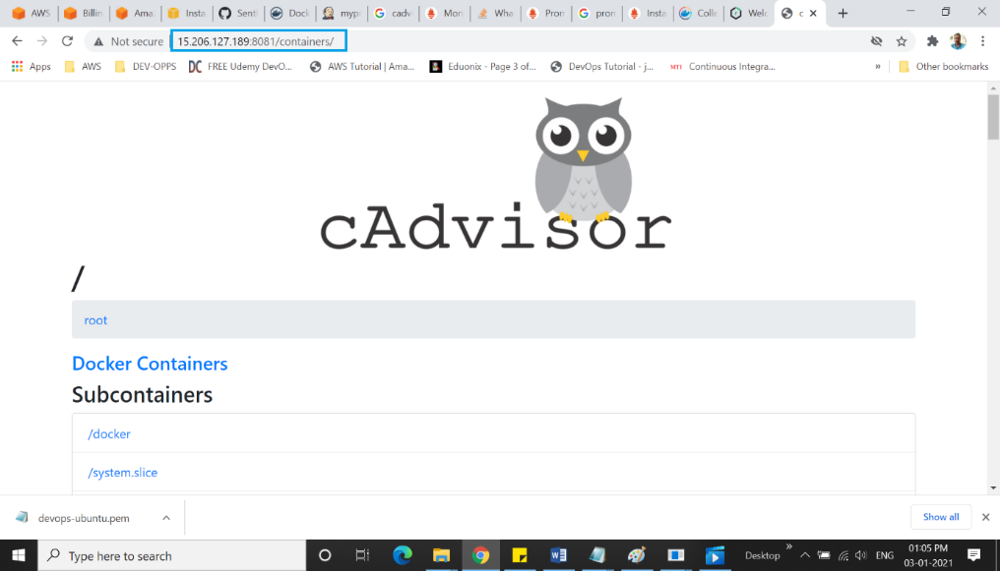 AWS
Billin
Ama
Insta
Sent
Dock
myp
cadv
Mon
Wha
Prom
pron
Insta
Colle
Welc
c
Not secure
15.206.127.189:8081/containers/
Apps
AWS
DEV-OPPS
FREE Udemy DevO...
AWS Tutorial | Ama...
Eduonix - Page 3 of...
DevOps Tutorial - j...
MTI
Continuous Integra...
»
Other bookmarks
cAdvisor
/
root
Docker Containers
Subcontainers
/docker
/system.slice
devops-ubuntu.pem
Show all
Type here to search
Desktop
»
ENG
01:05 PM
03-01-2021